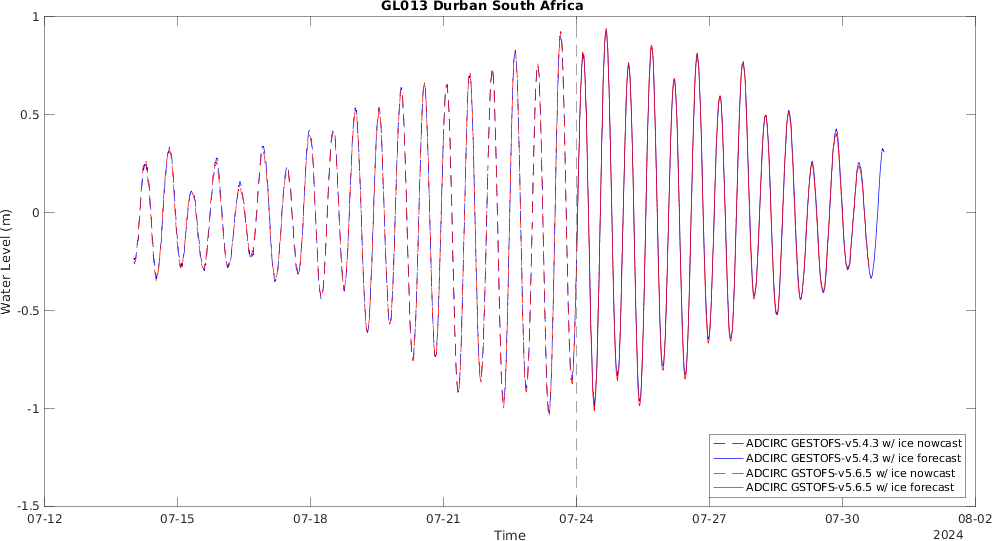 GL013 Durban South Africa
1
0.5
0
-0.5
-1
-1.5
Water Level (m)
07-12
07-15
07-18
07-21
07-24
07-27
07-30
08-02
Time
2024
ADCIRC GESTOFS-v5.4.3 w/ ice nowcast
ADCIRC GESTOFS-v5.4.3 w/ ice forecast
ADCIRC GSTOFS-v5.6.5 w/ ice nowcast
ADCIRC GSTOFS-v5.6.5 w/ ice forecast